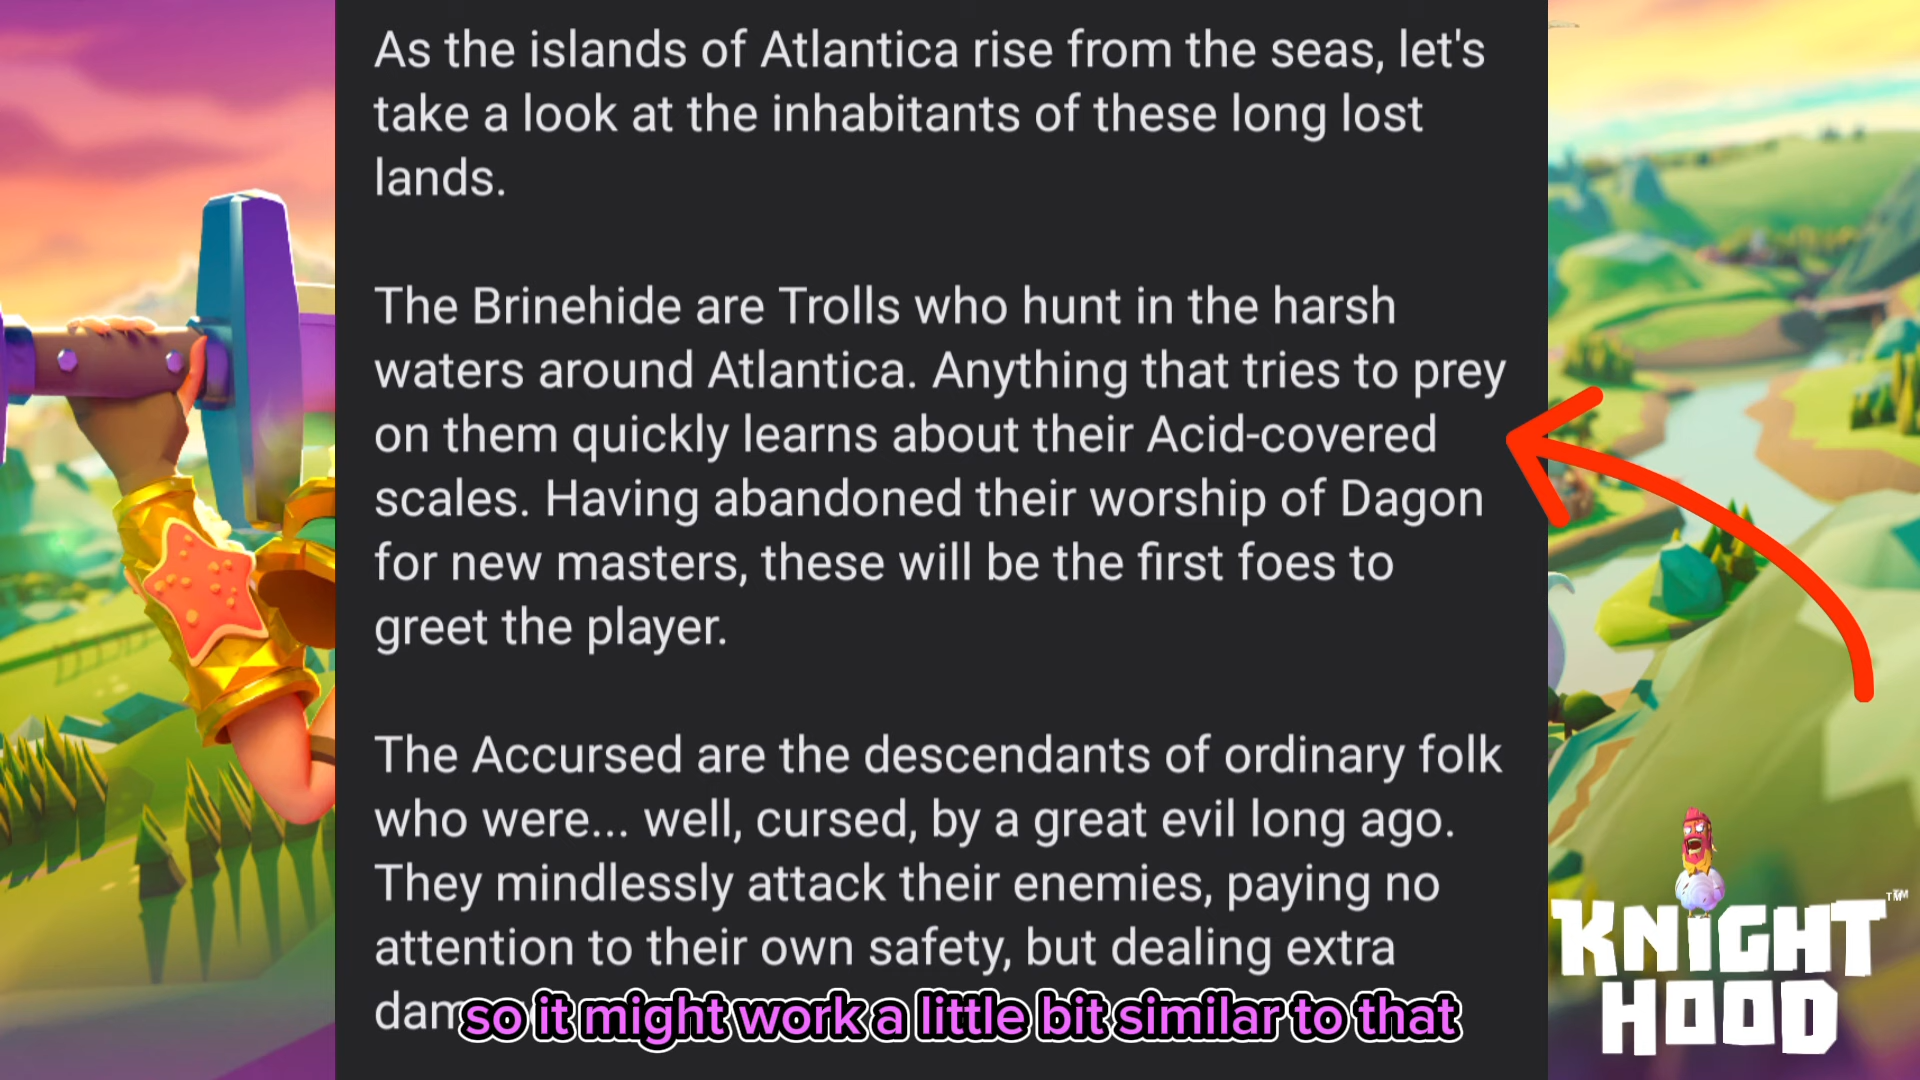 As the islands of Atlantica rise from the seas, let's
take a look at the inhabitants of these long lost
lands.
The Brinehide are Trolls who hunt in the harsh
waters around Atlantica. Anything that tries to prey
on them quickly learns about their Acid-covered
scales. Having abandoned their worship of Dagon
for new masters, these will be the first foes to
greet the player.
The Accursed are the descendants of ordinary folk
who were... well, cursed, by a great evil long ago.
They mindlessly attack their enemies, paying no
attention to their own safety, but dealing extra
so it might work a little bit similar to that
KNIGHT
HOOD
TM